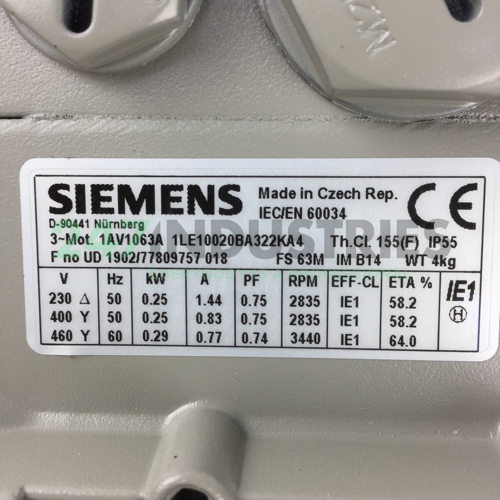 M25
SIEMENS Made in Czech Rep. CE
D-90441 Nürnberg IEC/EN 60034
3~Mot. 1AV1063A 1LE10020BA322KA4 Th.Cl. 155(F) IP55
F no UD 1902/77809757 018 FS 63M IM B14 WT 4kg
V Hz kW A PF RPM EFF-CL ETA % IE1
230 Δ 50 0.25 1.44 0.75 2835 IE1 58.2 H
400 Y 50 0.25 0.83 0.75 2835 IE1 58.2
460 Y 60 0.29 0.77 0.74 3440 IE1 64.0
INDUSTRIES